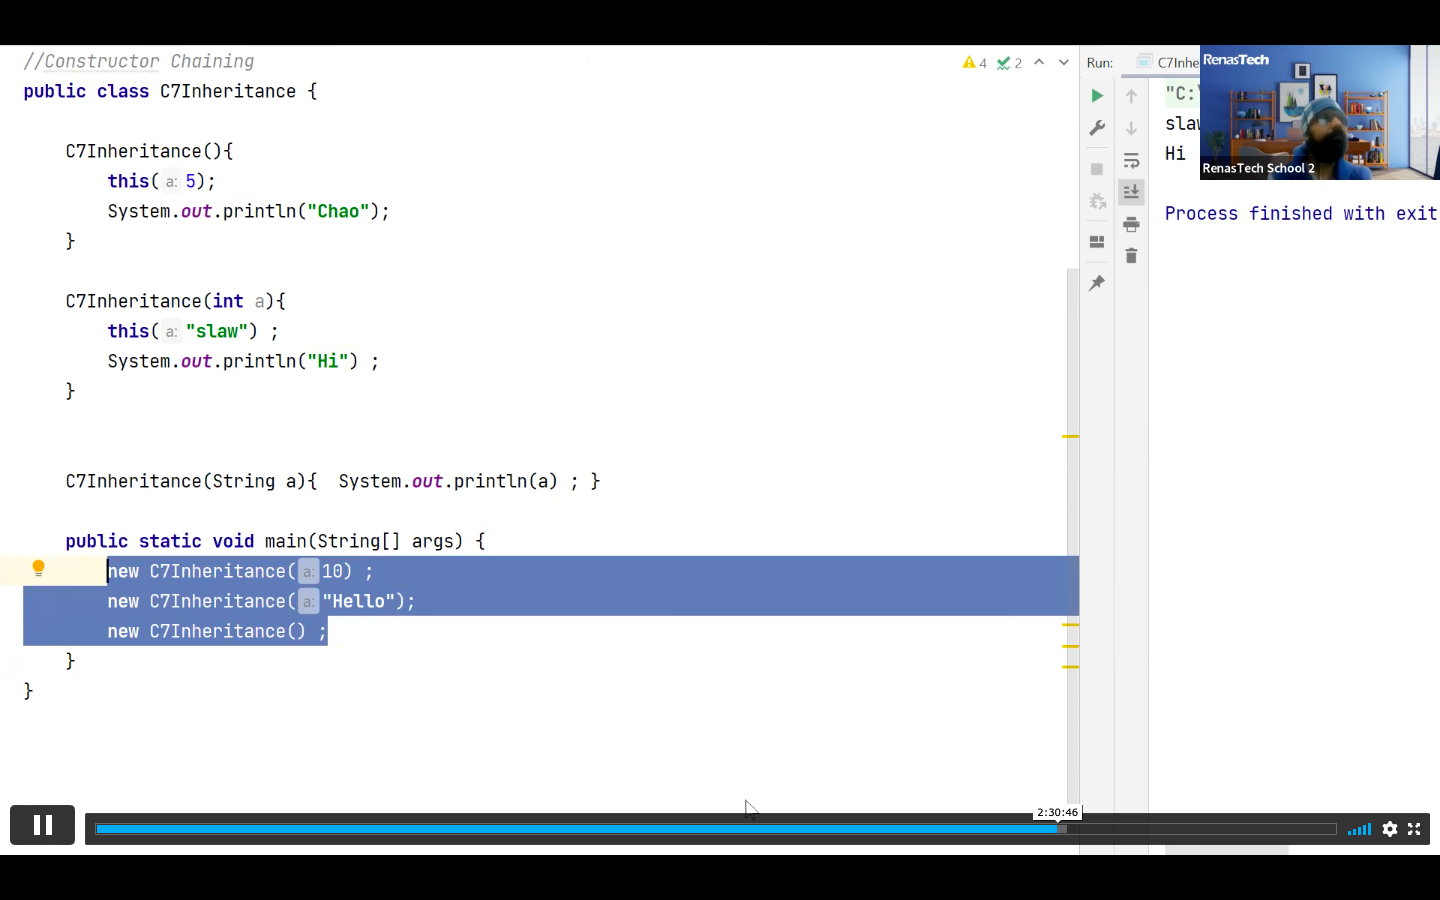 //Constructor Chaining
public class C7Inheritance {
C7Inheritance(){
this( a: 5);
System.out.println("Chao");
}
C7Inheritance(int a){
this( a: "slaw") ;
System.out.println("Hi") ;
}
C7Inheritance(String a){  System.out.println(a) ; }
public static void main(String[] args) {
new C7Inheritance( a: 10) ;
new C7Inheritance( a: "Hello");
new C7Inheritance() ;
}
}
4 2
Run: C7Inhe
"C:\
slaw
Hi
Process finished with exit
RenasTech
RenasTech School 2
2:30:46